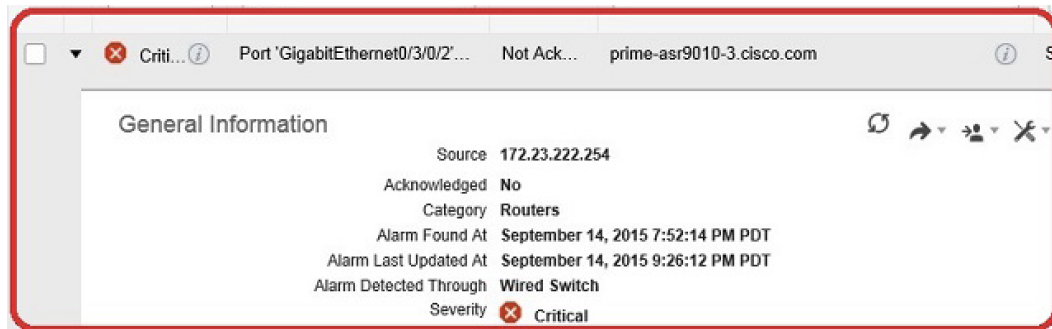 Criti... Port 'GigabitEthernet0/3/0/2'... Not Ack... prime-asr9010-3.cisco.com S
General Information
Source 172.23.222.254
Acknowledged No
Category Routers
Alarm Found At September 14, 2015 7:52:14 PM PDT
Alarm Last Updated At September 14, 2015 9:26:12 PM PDT
Alarm Detected Through Wired Switch
Severity Critical